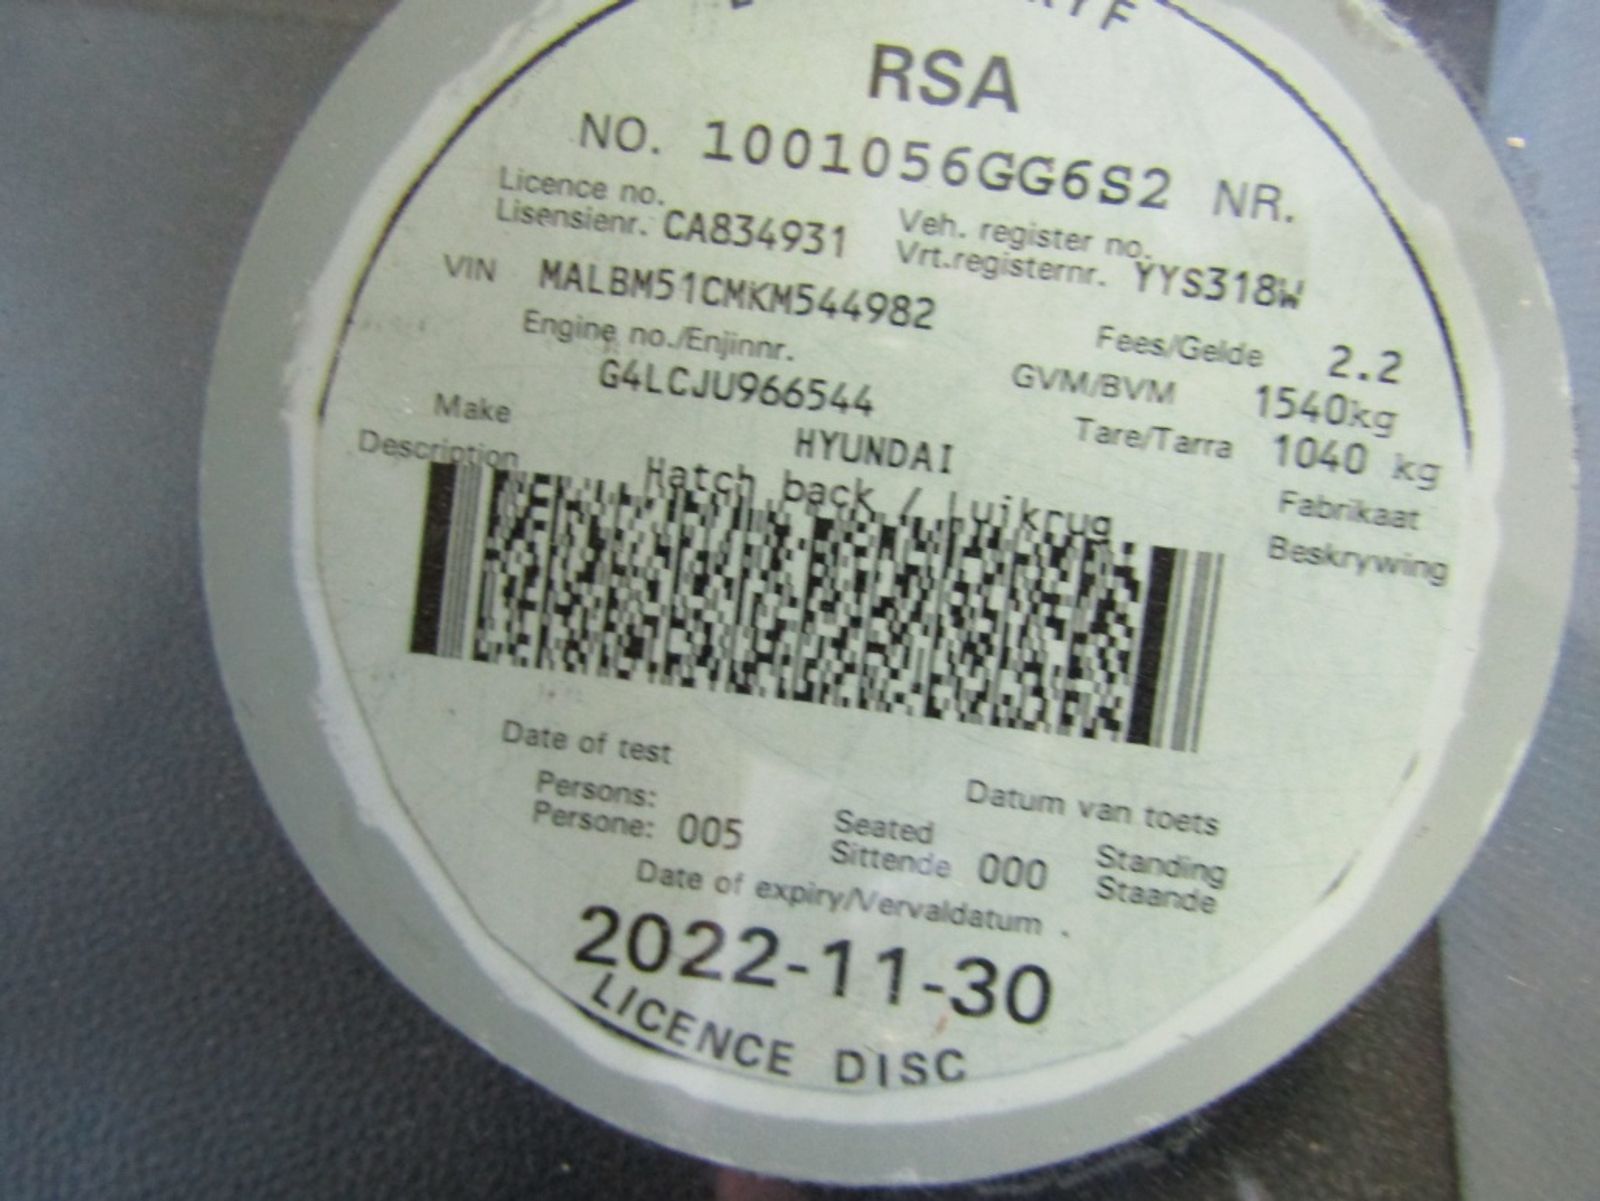 RSA
NO. 1001056GG6S2 NR.
Licence no.
Lisensienr. CA834931
Veh. register no.
Vrt.registernr. YYS318W
VIN MALBM51CMKM544982
Fees/Gelde 2.2
Engine no./Enjinnr.
G4LCJU966544
GVM/BVM 1540kg
Tare/Tarra 1040 kg
Make HYUNDAI Fabrikaat
Description Hatch back / Luikrug Beskrywing
Date of test Datum van toets
Persons:
Persone: 005
Seated
Sittende 000
Standing
Staande
Date of expiry/Vervaldatum .
2022-11-30
LICENCE DISC